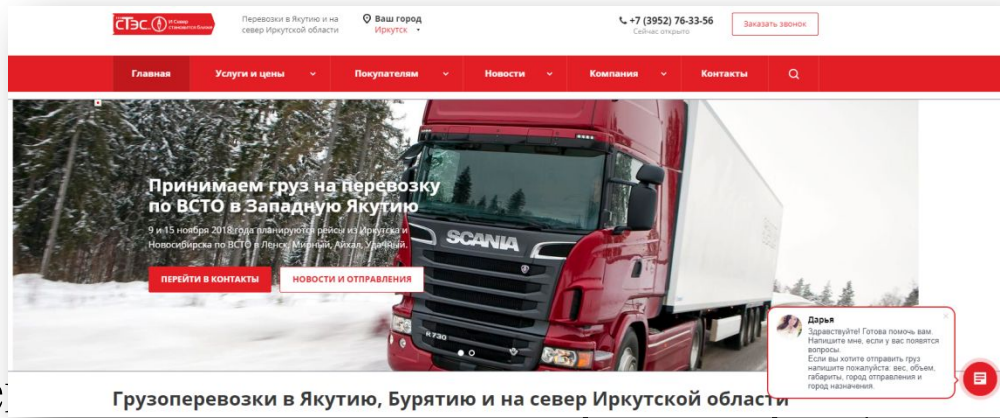 СТЭС И Север становится ближе
Перевозки в Якутию и на
север Иркутской области
Ваш город
Иркутск
+7 (3952) 76-33-56
Сейчас открыто
Заказать звонок
Главная Услуги и цены Покупателям Новости Компания Контакты
Принимаем груз на перевозку
по ВСТО в Западную Якутию
9 и 15 ноября 2018 года планируются рейсы из Иркутска и
Новосибирска по ВСТО в Ленск, Мирный, Айхал, Удачный.
ПЕРЕЙТИ В КОНТАКТЫ НОВОСТИ И ОТПРАВЛЕНИЯ
SCANIA
R730
Дарья
Здравствуйте! Готова помочь вам.
Напишите мне, если у вас появятся
вопросы.
Если вы хотите отправить груз
напишите пожалуйста: вес, объем,
габариты, город отправления и
город назначения.
Грузоперевозки в Якутию, Бурятию и на север Иркутской области